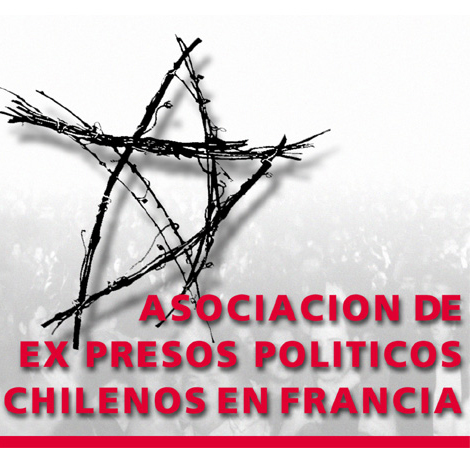 ASOCIACION DE
EX PRESOS POLITICOS
CHILENOS EN FRANCIA